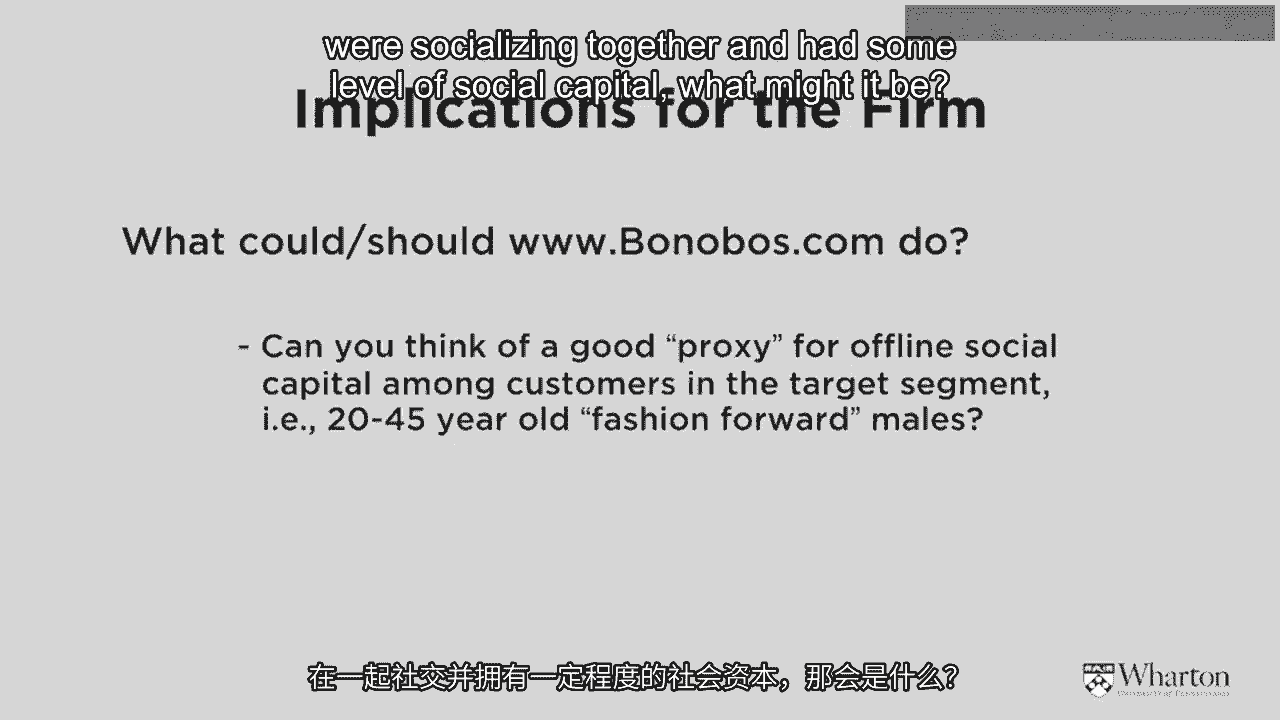 were socializing together and had some
level of social capital, what might it be?
Implications for the Firm
What could/should www.Bonobos.com do?
- Can you think of a good “proxy” for offline social
capital among customers in the target segment,
i.e., 20-45 year old “fashion forward” males?
在一起社交并拥有一定程度的社会资本，那会是什么？
Wharton
University of Pennsylvania